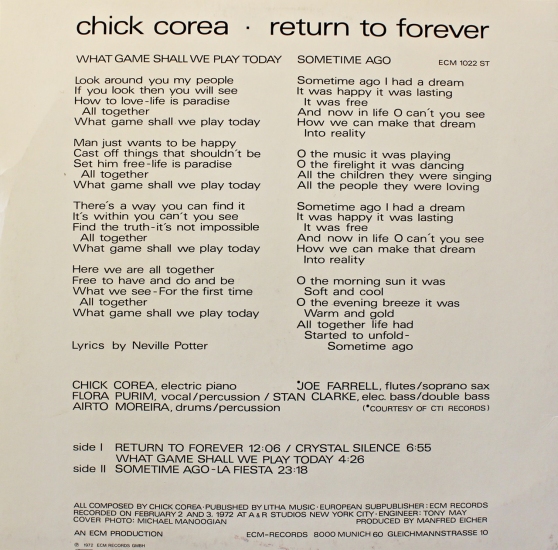 chick corea · return to forever
WHAT GAME SHALL WE PLAY TODAY
Look around you my people
If you look then you will see
How to love-life is paradise
All together
What game shall we play today
Man just wants to be happy
Cast off things that shouldn't be
Set him free-life is paradise
All together
What game shall we play today
There's a way you can find it
It's within you can't you see
Find the truth-it's not impossible
All together
What game shall we play today
Here we are all together
Free to have and do and be
What we see-For the first time
All together
What game shall we play today
Lyrics by Neville Potter
SOMETIME AGO
ECM 1022 ST
Sometime ago I had a dream
It was happy it was lasting
It was free
And now in life O can't you see
How we can make that dream
Into reality
O the music it was playing
O the firelight it was dancing
All the children they were singing
All the people they were loving
Sometime ago I had a dream
It was happy it was lasting
It was free
And now in life O can't you see
How we can make that dream
Into reality
O the morning sun it was
Soft and cool
O the evening breeze it was
Warm and gold
All together life had
Started to unfold-
Sometime ago
CHICK COREA, electric piano *JOE FARRELL, flutes/soprano sax
FLORA PURIM, vocal/percussion / STAN CLARKE, elec. bass/double bass
AIRTO MOREIRA, drums/percussion (*COURTESY OF CTI RECORDS)
side I RETURN TO FOREVER 12:06 / CRYSTAL SILENCE 6:55
WHAT GAME SHALL WE PLAY TODAY 4:26
side II SOMETIME AGO-LA FIESTA 23:18
ALL COMPOSED BY CHICK COREA·PUBLISHED BY LITHA MUSIC·EUROPEAN SUBPUBLISHER: ECM RECORDS
RECORDED ON FEBRUARY 2 AND 3. 1972 AT A&R STUDIOS NEW YORK CITY·ENGINEER: TONY MAY
COVER PHOTO: MICHAEL MANOOGIAN PRODUCED BY MANFRED EICHER
AN ECM PRODUCTION ECM-RECORDS 8000 MUNICH 60 GLEICHMANNSTRASSE 10
℗ 1972 ECM RECORDS GMBH